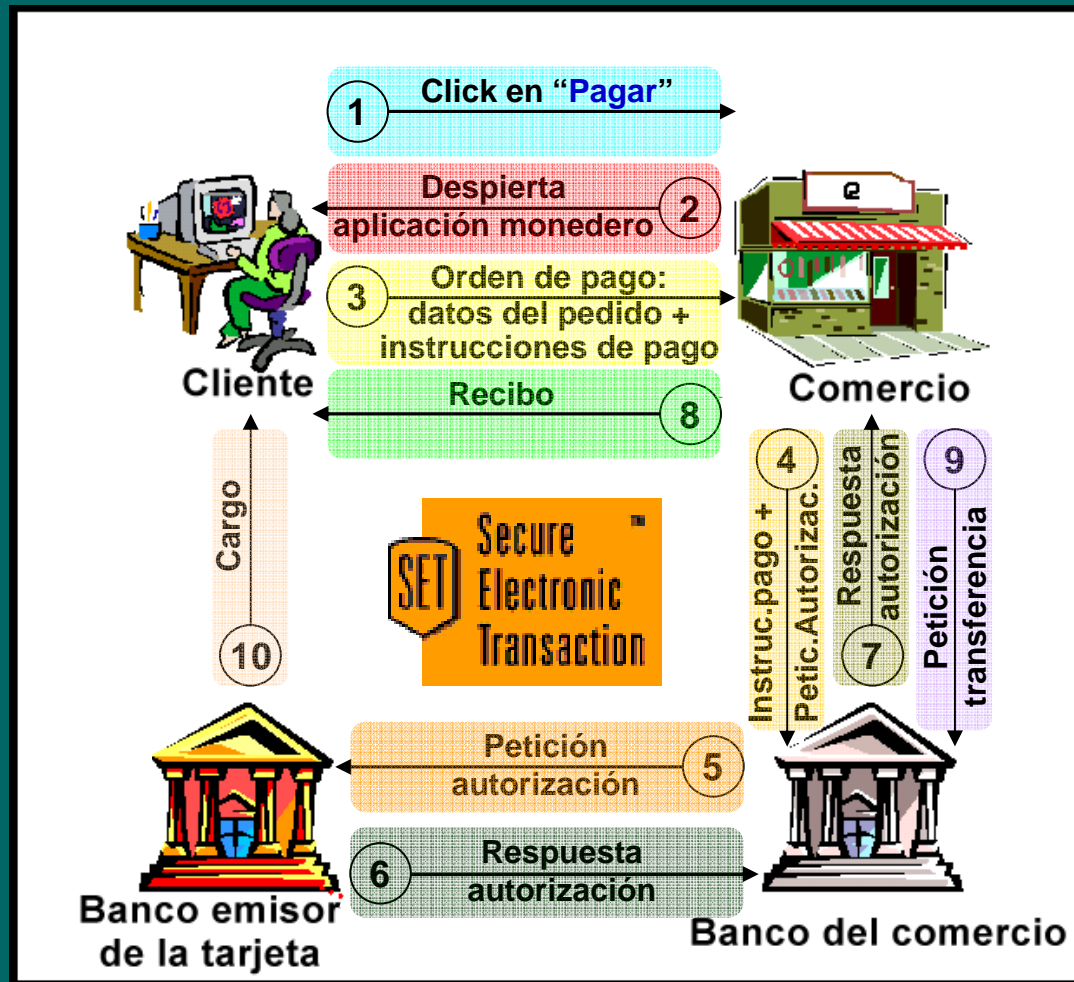 1
Click en “Pagar”
Despierta
aplicación monedero
2
3
Orden de pago:
datos del pedido +
instrucciones de pago
Cliente
Comercio
Recibo
8
Cargo
10
SET
Secure ™
Electronic
Transaction
4
Instruc.pago +
Petic.Autorizac.
Respuesta
autorización
7
9
Petición
transferencia
Petición
autorización
5
6
Respuesta
autorización
Banco emisor
de la tarjeta
Banco del comercio